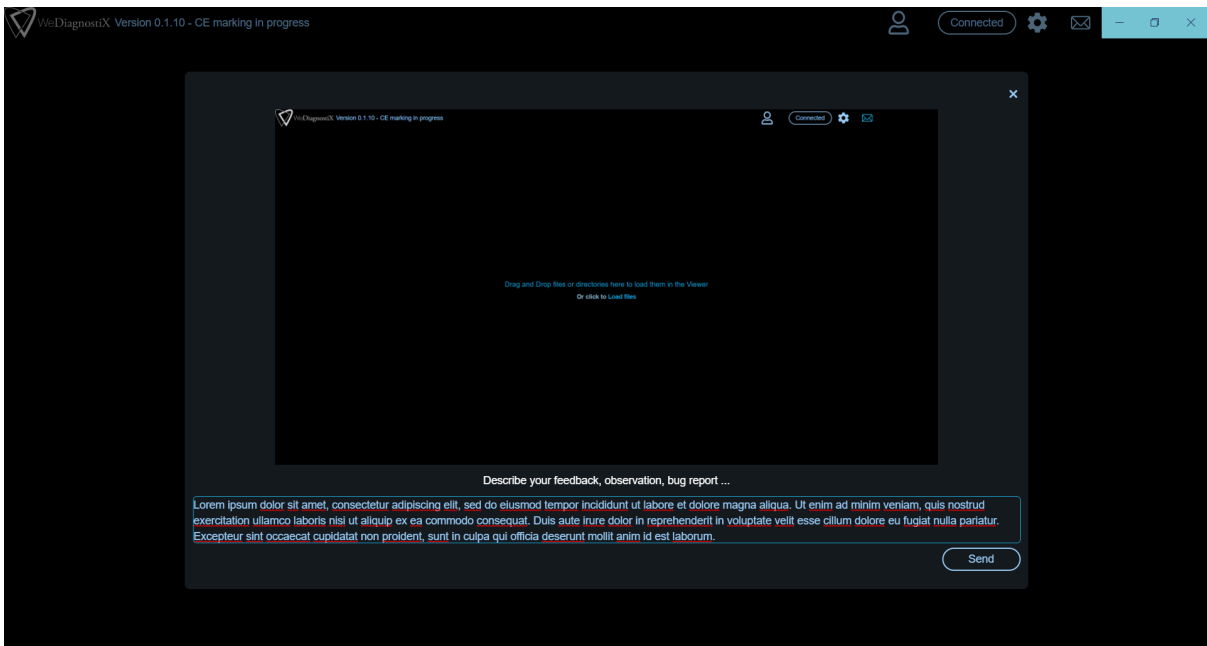 WeDiagnostiX Version 0.1.10 - CE marking in progress
Connected
WeDiagnostiX Version 0.1.10 - CE marking in progress
Connected
Drag and Drop files or directories here to load them in the Viewer
Or click to Load files
Describe your feedback, observation, bug report ...
Lorem ipsum dolor sit amet, consectetur adipiscing elit, sed do eiusmod tempor incididunt ut labore et dolore magna aliqua. Ut enim ad minim veniam, quis nostrud
exercitation ullamco laboris nisi ut aliquip ex ea commodo consequat. Duis aute irure dolor in reprehenderit in voluptate velit esse cillum dolore eu fugiat nulla pariatur.
Excepteur sint occaecat cupidatat non proident, sunt in culpa qui officia deserunt mollit anim id est laborum.
Send